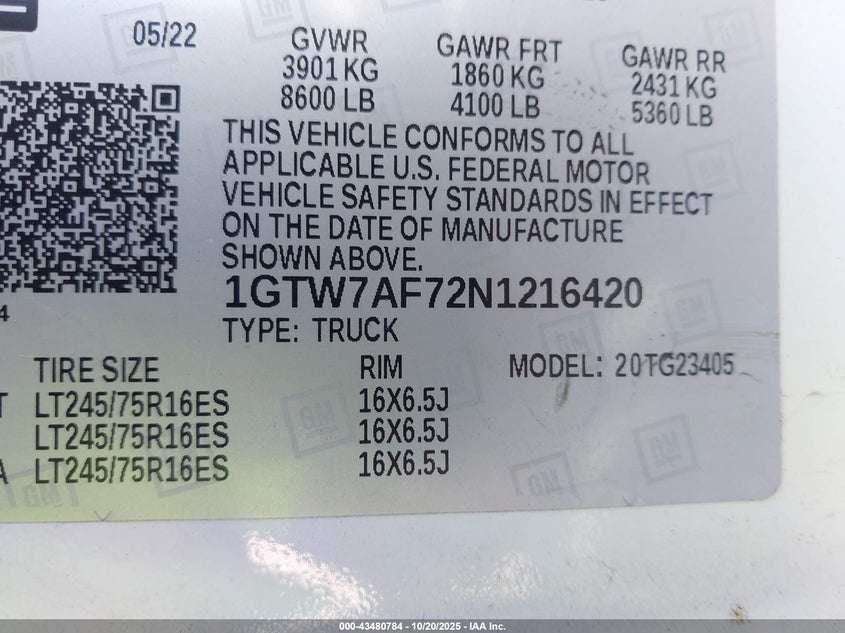 05/22
GVWR GAWR FRT GAWR RR
3901 KG 1860 KG 2431 KG
8600 LB 4100 LB 5360 LB
THIS VEHICLE CONFORMS TO ALL
APPLICABLE U.S. FEDERAL MOTOR
VEHICLE SAFETY STANDARDS IN EFFECT
ON THE DATE OF MANUFACTURE
SHOWN ABOVE.
1GTW7AF72N1216420
4
TYPE: TRUCK
TIRE SIZE RIM MODEL: 20TG23405
T LT245/75R16ES 16X6.5J
LT245/75R16ES 16X6.5J
A LT245/75R16ES 16X6.5J
GM
000-43480784 - 10/20/2025 - IAA Inc.